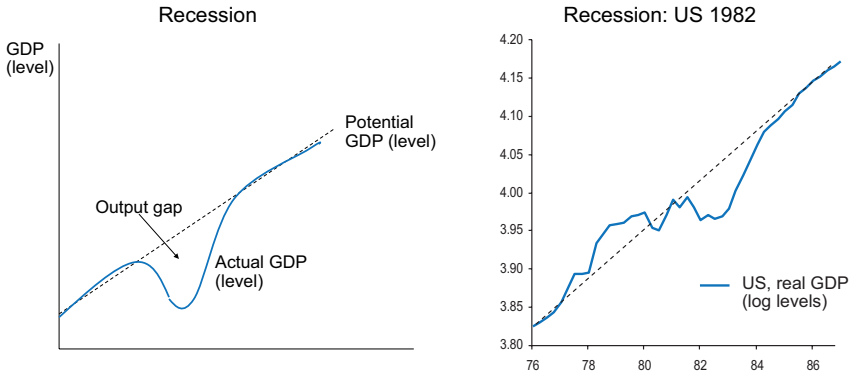 Recession
GDP
(level)
Potential
GDP (level)
Output gap
Actual GDP
(level)
Recession: US 1982
4.20
4.15
4.10
4.05
4.00
3.95
3.90
3.85
3.80
US, real GDP
(log levels)
76 78 80 82 84 86